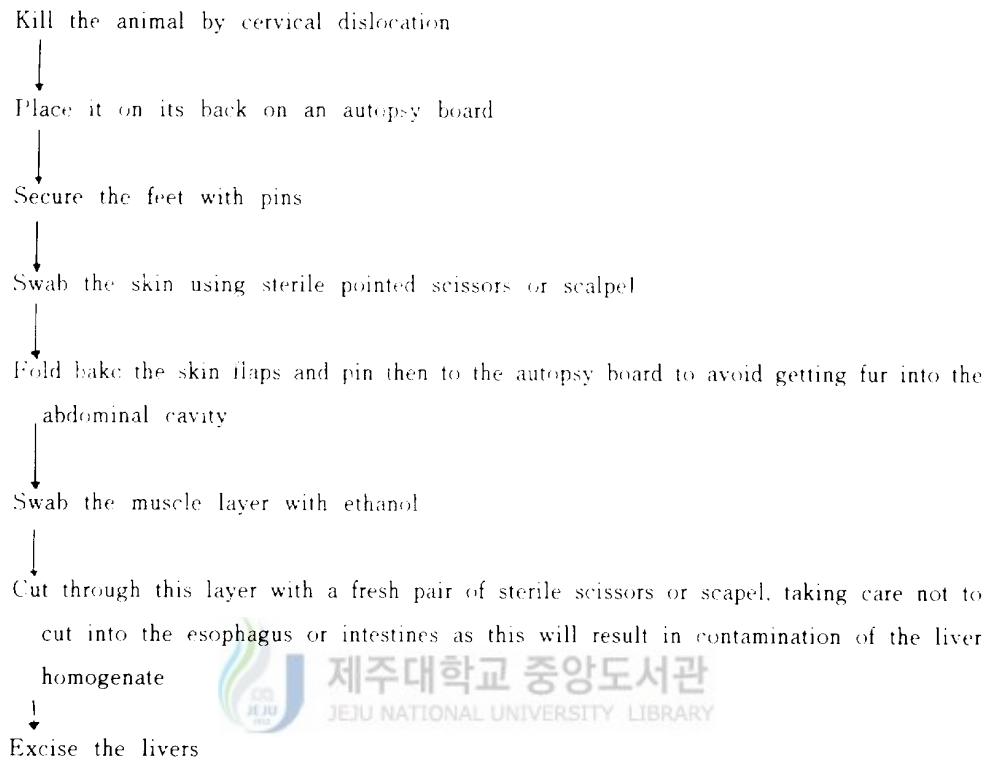 Kill the animal by cervical dislocation
Place it on its back on an autopsy board
Secure the feet with pins
Swab the skin using sterile pointed scissors or scalpel
Fold bake the skin flaps and pin then to the autopsy board to avoid getting fur into the
abdominal cavity
Swab the muscle layer with ethanol
Cut through this layer with a fresh pair of sterile scissors or scapel, taking care not to
cut into the esophagus or intestines as this will result in contamination of the liver
homogenate
제주대학교 중앙도서관
JEJU NATIONAL UNIVERSITY LIBRARY
JEJU
1952
Excise the livers